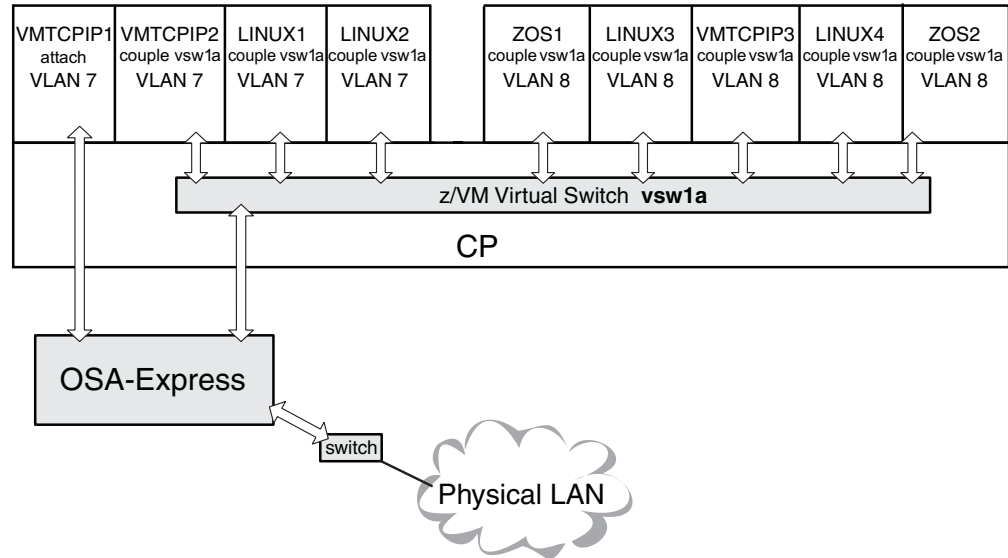 VMTCPIP1
attach
VLAN 7
VMTCPIP2
couple vsw1a
VLAN 7
LINUX1
couple vsw1a
VLAN 7
LINUX2
couple vsw1a
VLAN 7
ZOS1
couple vsw1a
VLAN 8
LINUX3
couple vsw1a
VLAN 8
VMTCPIP3
couple vsw1a
VLAN 8
LINUX4
couple vsw1a
VLAN 8
ZOS2
couple vsw1a
VLAN 8
z/VM Virtual Switch vsw1a
CP
OSA-Express
switch
Physical LAN